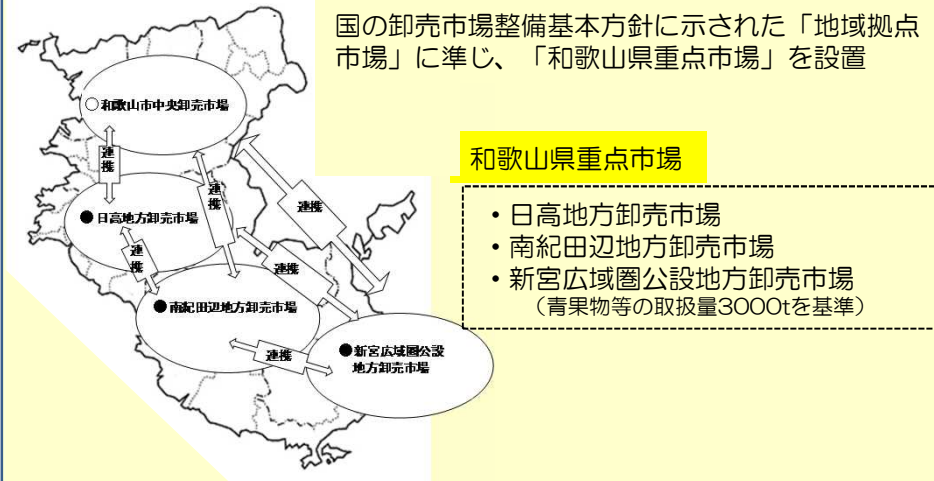 国の卸売市場整備基本方針に示された「地域拠点
市場」に準じ、「和歌山県重点市場」を設置
和歌山県重点市場
・日高地方卸売市場
・南紀田辺地方卸売市場
・新宮広域圏公設地方卸売市場
（青果物等の取扱量3000tを基準）
○和歌山市中央卸売市場
連携
連携
連携
●日高地方卸売市場
連携
連携
●南紀田辺地方卸売市場
連携
●新宮広域圏公設
地方卸売市場